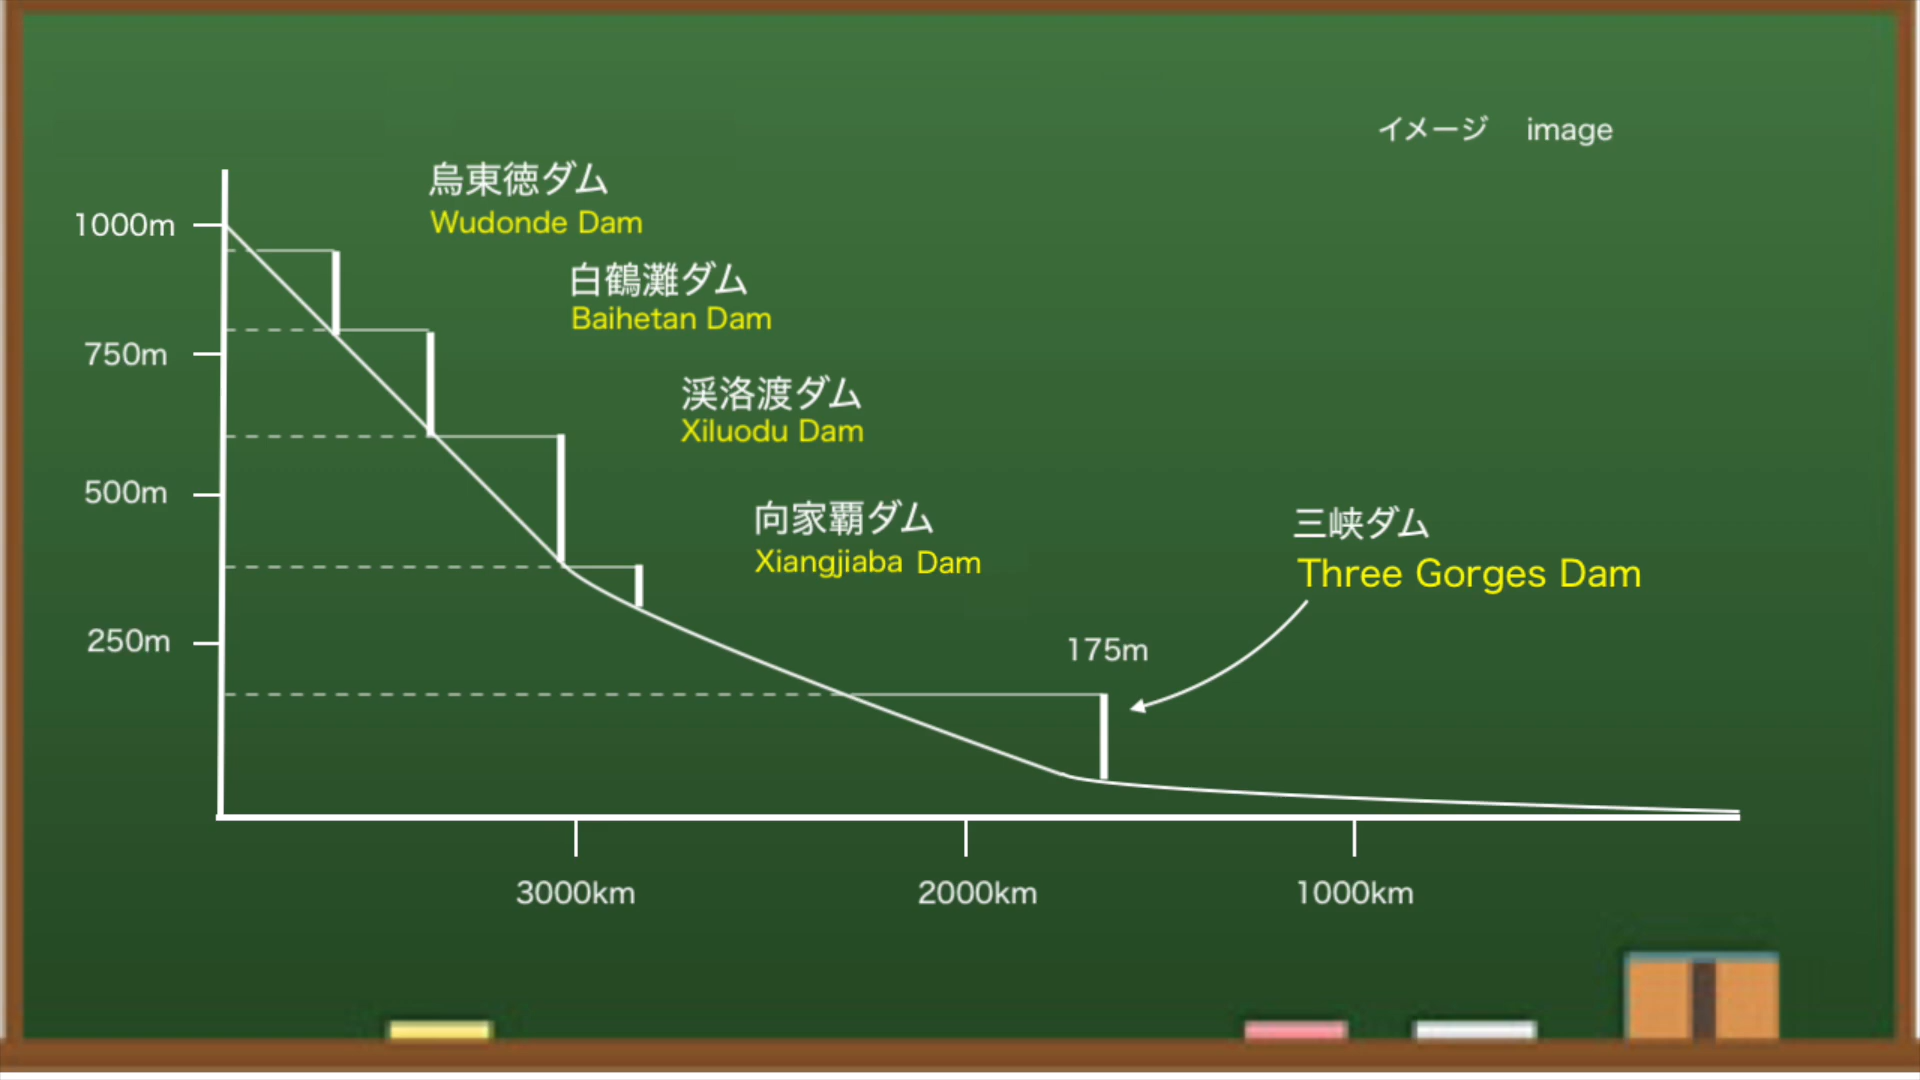 イメージ image
烏東徳ダム
Wudonde Dam
1000m
白鶴灘ダム
Baihetan Dam
750m
渓洛渡ダム
Xiluodu Dam
500m
向家覇ダム
Xiangjiaba Dam
三峡ダム
Three Gorges Dam
250m
175m
3000km
2000km
1000km